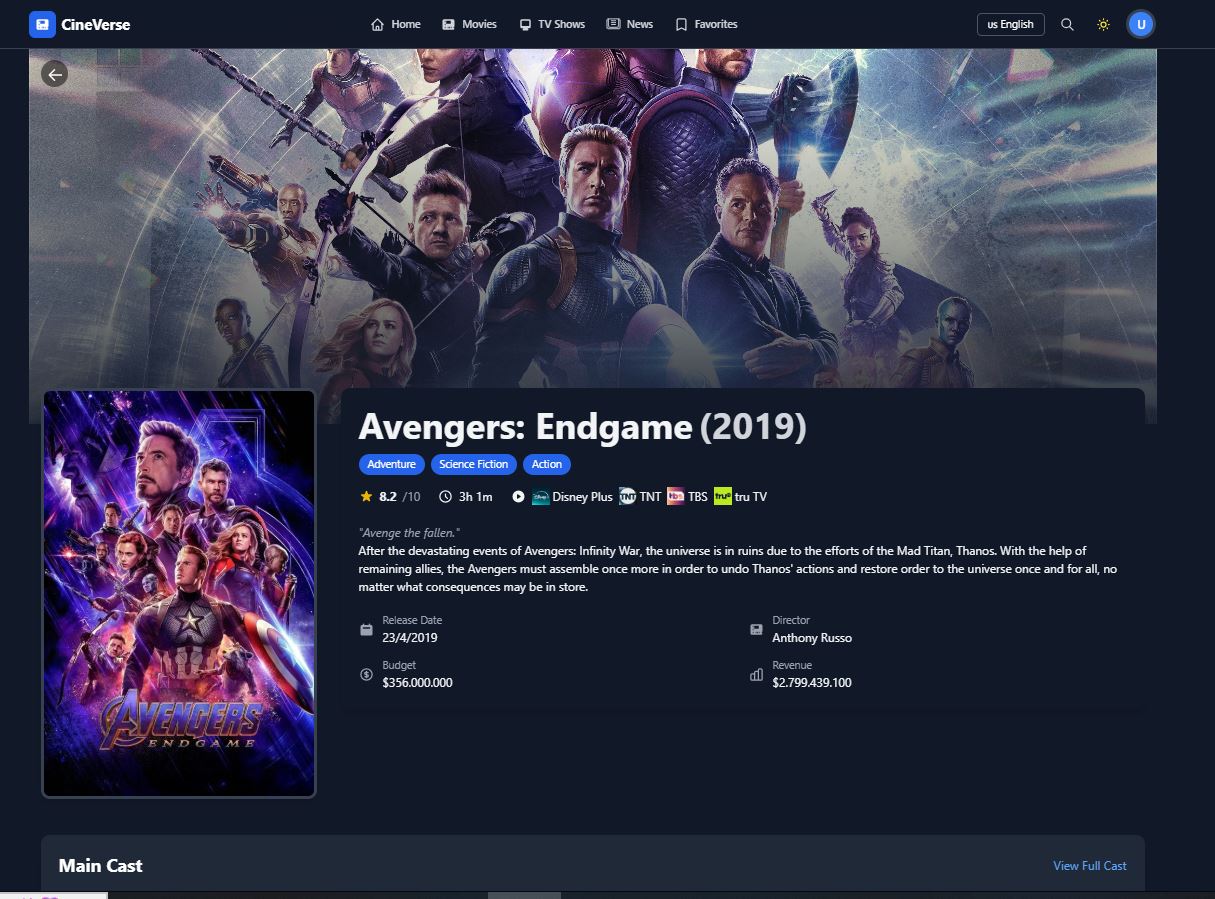 CineVerse
Home Movies TV Shows News Favorites
us English
U
Avengers: Endgame (2019)
Adventure Science Fiction Action
8.2 /10 3h 1m Disney Plus TNT TNT tbs TBS tru tru TV
"Avenge the fallen."
After the devastating events of Avengers: Infinity War, the universe is in ruins due to the efforts of the Mad Titan, Thanos. With the help of
remaining allies, the Avengers must assemble once more in order to undo Thanos' actions and restore order to the universe once and for all, no
matter what consequences may be in store.
Release Date
23/4/2019
Director
Anthony Russo
Budget
$356.000.000
Revenue
$2.799.439.100
AVENGERS
ENDGAME
Main Cast
View Full Cast